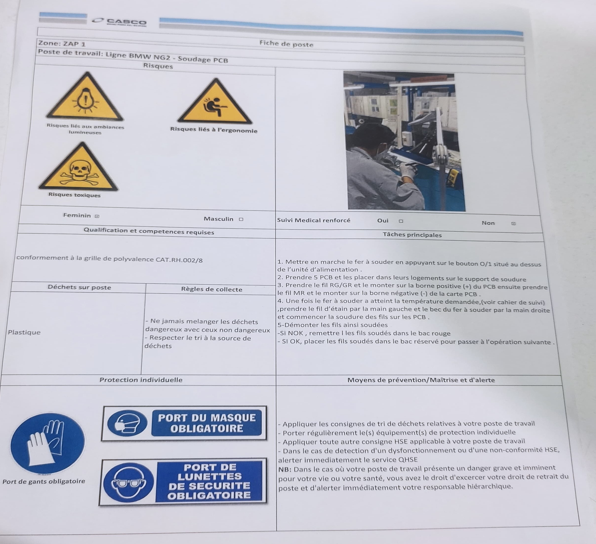 CASCO
Fiche de poste
Zone: ZAP 1
Poste de travail: Ligne BMW NG2 - Soudage PCB
Risques
Risques liés aux ambiances
lumineuses
Risques liés à l'ergonomie
Risques toxiques
Feminin
Masculin
Suivi Medical renforcé
Oui
Non
Qualification et competences requises
Tâches principales
conformement à la grille de polyvalence CAT.RH.002/8
1. Mettre en marche le fer à souder en appuyant sur le bouton O/1 situé au dessus
de l'unité d'alimentation .
2. Prendre 5 PCB et les placer dans leurs logements sur le support de soudure
3. Prendre le fil RG/GR et le monter sur la borne positive (+) du PCB ensuite prendre
le fil MR et le monter sur la borne négative (-) de la carte PCB .
4. Une fois le fer à souder a atteint la température demandée,(voir cahier de suivi)
,prendre le fil d'étain par la main gauche et le bec du fer à souder par la main droite
et commencer la soudure des fils sur les PCB .
5-Démonter les fils ainsi soudées
-Si NOK , remettre l les fils soudés dans le bac rouge
- Si OK, placer les fils soudés dans le bac réservé pour passer à l'opération suivante .
Déchets sur poste
Règles de collecte
Plastique
- Ne jamais melanger les déchets
dangereux avec ceux non dangereux
- Respecter le tri à la source de
déchets
Protection individuelle
Moyens de prévention/Maîtrise et d'alerte
Port de gants obligatoire
PORT DU MASQUE
OBLIGATOIRE
PORT DE
LUNETTES
DE SECURITE
OBLIGATOIRE
- Appliquer les consignes de tri de déchets relatives à votre poste de travail
- Porter régulièrement le(s) équipement(s) de protection individuelle
- Appliquer toute autre consigne HSE applicable à votre poste de travail
- Dans le cas de détection d'un dysfonctionnement ou d'une non-conformité HSE,
alerter immediatement le service QHSE
NB: Dans le cas où votre poste de travail présente un danger grave et imminent
pour votre vie ou votre santé, vous avez le droit d'excercer votre droit de retrait du
poste et d'alerter immédiatement votre responsable hiérarchique.